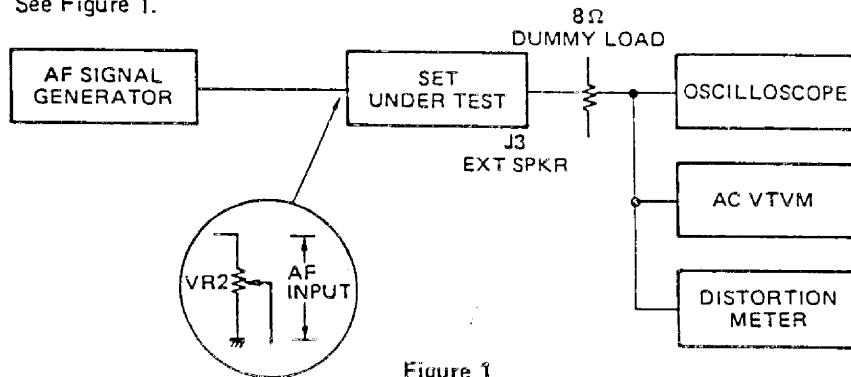 See Figure 1.
8Ω
DUMMY LOAD
AF SIGNAL
GENERATOR
SET
UNDER TEST
OSCILLOSCOPE
J3
EXT SPKR
AC VTVM
VR2
AF
INPUT
DISTORTION
METER
Figure 1